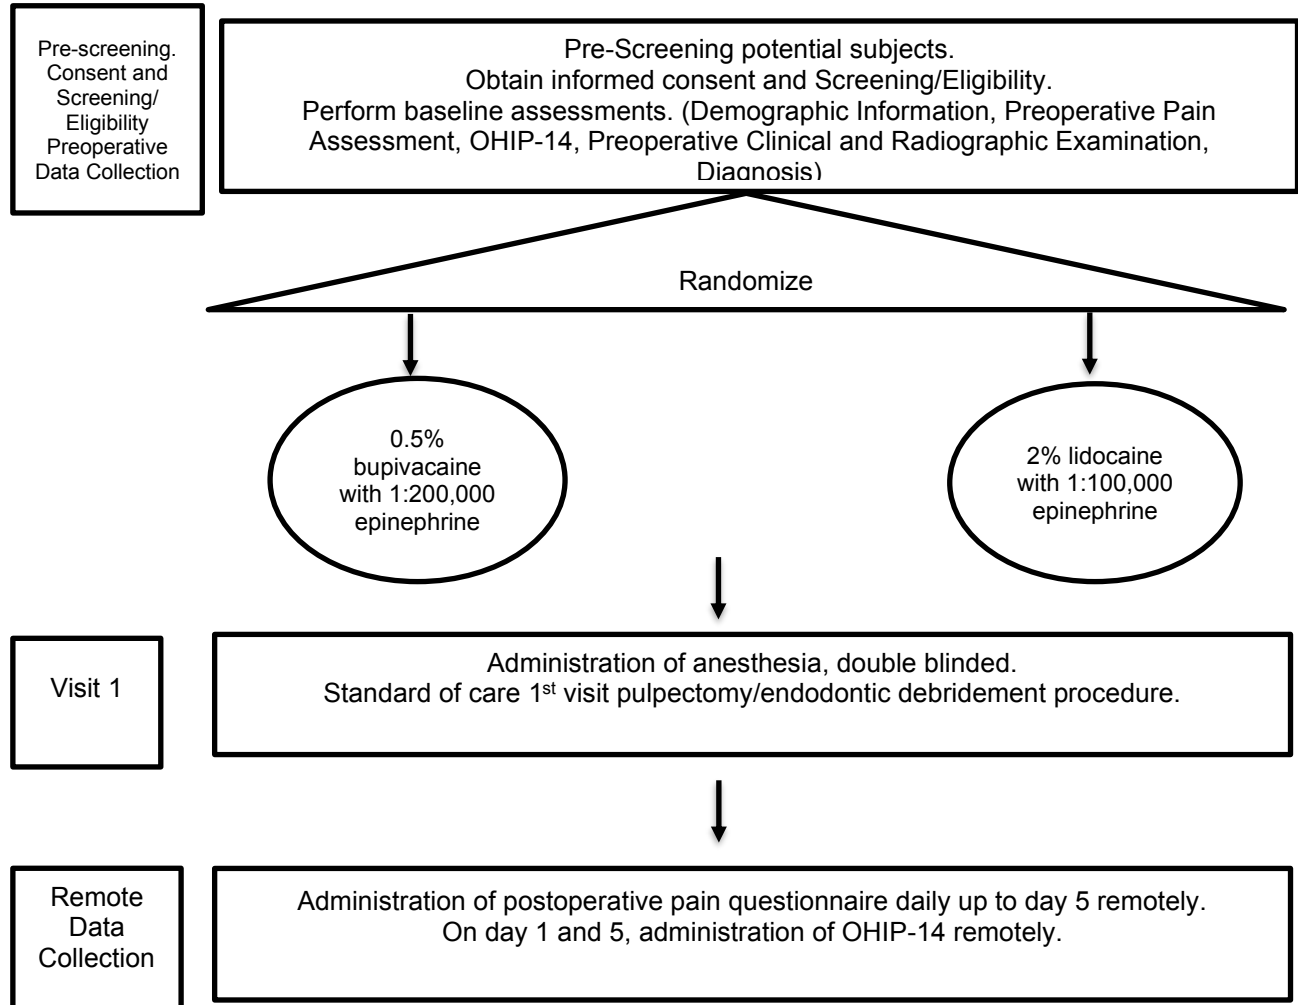 Pre-screening.
Consent and
Screening/
Eligibility
Preoperative
Data Collection
Pre-Screening potential subjects.
Obtain informed consent and Screening/Eligibility.
Perform baseline assessments. (Demographic Information, Preoperative Pain
Assessment, OHIP-14, Preoperative Clinical and Radiographic Examination,
Diagnosis)
Randomize
0.5%
bupivacaine
with 1:200,000
epinephrine
2% lidocaine
with 1:100,000
epinephrine
Visit 1
Administration of anesthesia, double blinded.
Standard of care 1st visit pulpectomy/endodontic debridement procedure.
Remote
Data
Collection
Administration of postoperative pain questionnaire daily up to day 5 remotely.
On day 1 and 5, administration of OHIP-14 remotely.